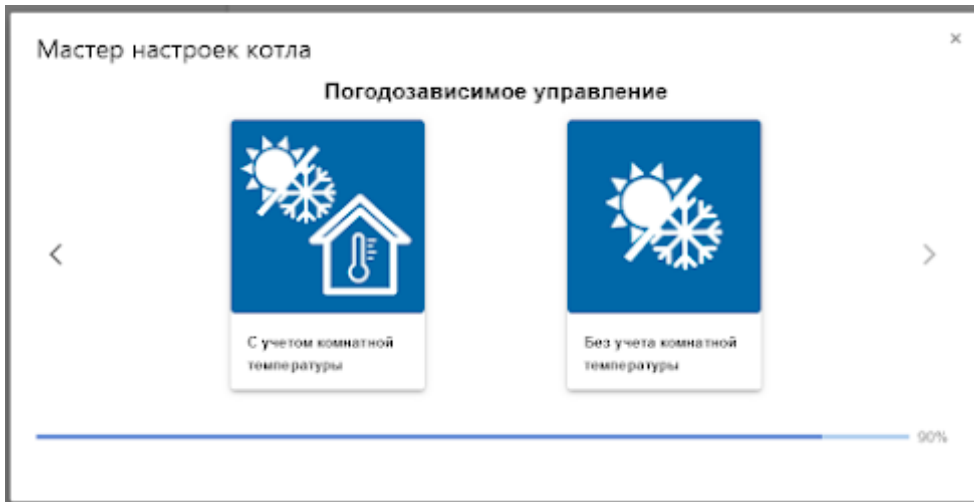 Мастер настроек котла
×
Погодозависимое управление
С учетом комнатной
температуры
Без учета комнатной
температуры
90%